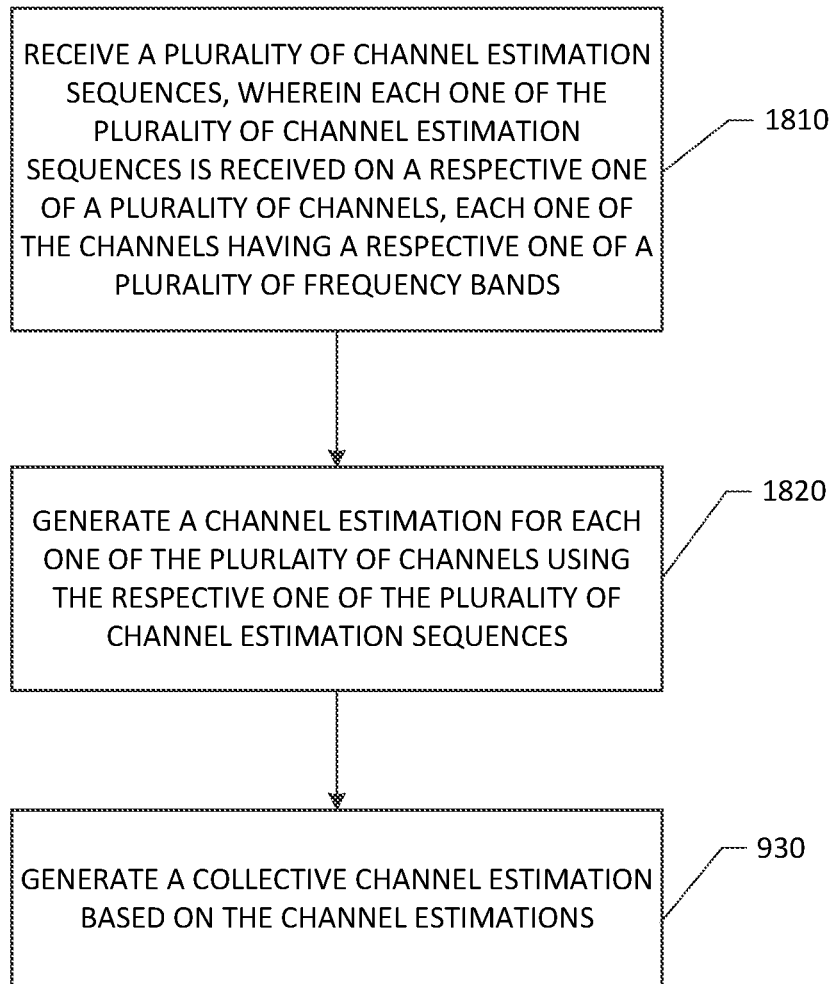 RECEIVE A PLURALITY OF CHANNEL ESTIMATION
SEQUENCES, WHEREIN EACH ONE OF THE
PLURALITY OF CHANNEL ESTIMATION
SEQUENCES IS RECEIVED ON A RESPECTIVE ONE
OF A PLURALITY OF CHANNELS, EACH ONE OF
THE CHANNELS HAVING A RESPECTIVE ONE OF A
PLURALITY OF FREQUENCY BANDS
1810
GENERATE A CHANNEL ESTIMATION FOR EACH
ONE OF THE PLURLAITY OF CHANNELS USING
THE RESPECTIVE ONE OF THE PLURALITY OF
CHANNEL ESTIMATION SEQUENCES
1820
GENERATE A COLLECTIVE CHANNEL ESTIMATION
BASED ON THE CHANNEL ESTIMATIONS
930